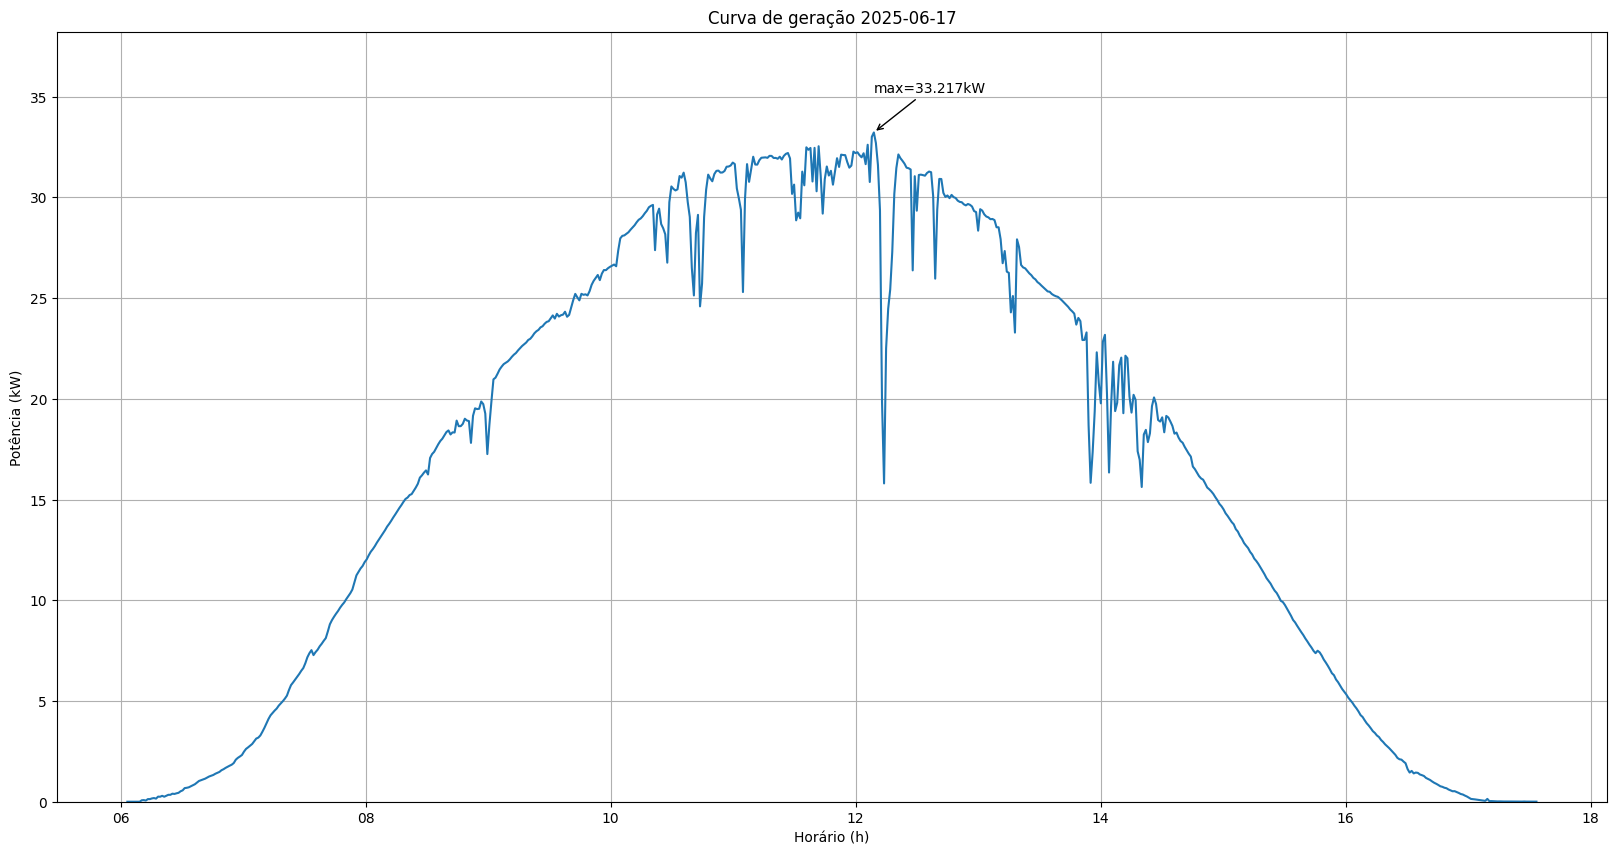 Curva de geração 2025-06-17
max=33.217kW
Potência (kW)
35
30
25
20
15
10
5
0
06 08 10 12 14 16 18
Horário (h)